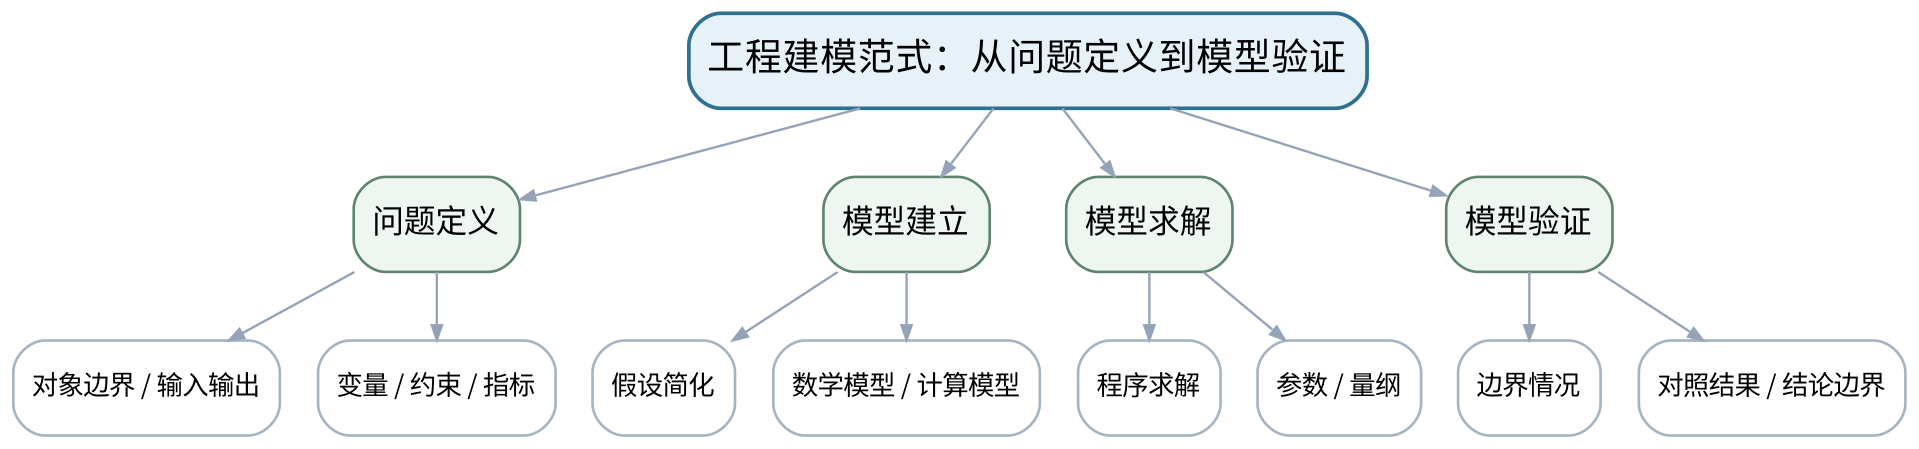 工程建模范式：从问题定义到模型验证
问题定义
模型建立
模型求解
模型验证
对象边界 / 输入输出
变量 / 约束 / 指标
假设简化
数学模型 / 计算模型
程序求解
参数 / 量纲
边界情况
对照结果 / 结论边界